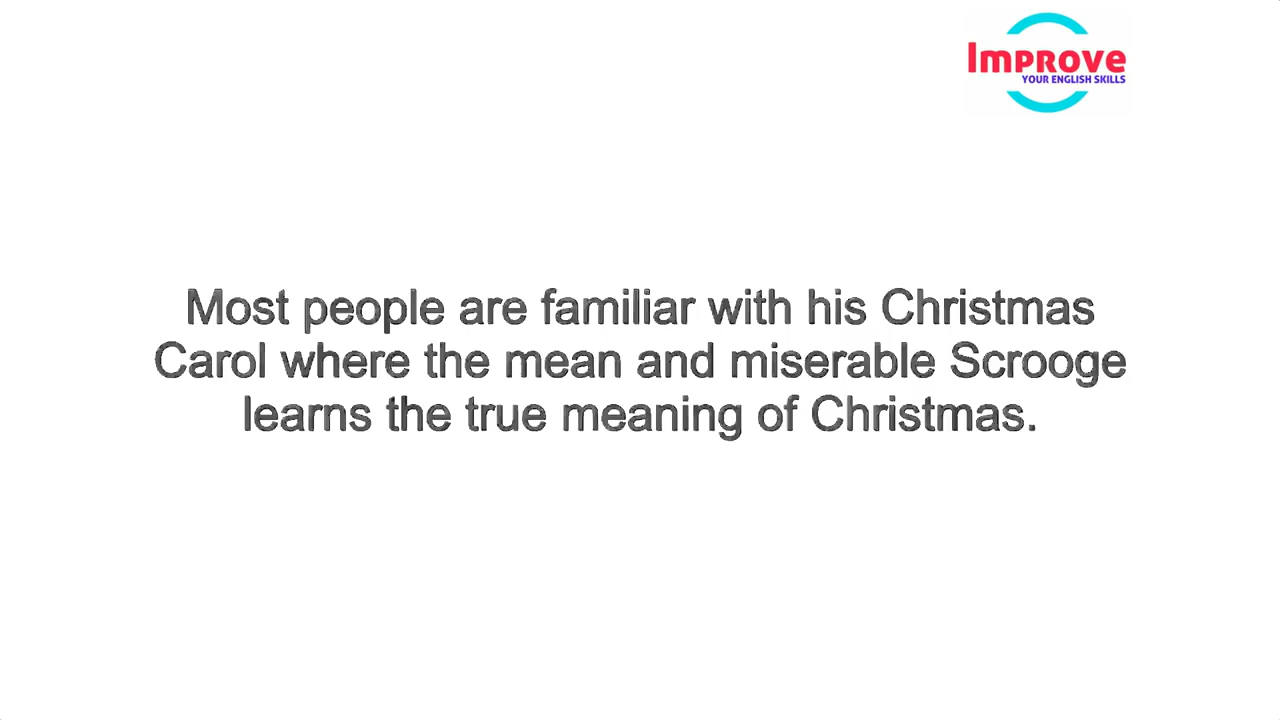 Improve
YOUR ENGLISH SKILLS
Most people are familiar with his Christmas
Carol where the mean and miserable Scrooge
learns the true meaning of Christmas.